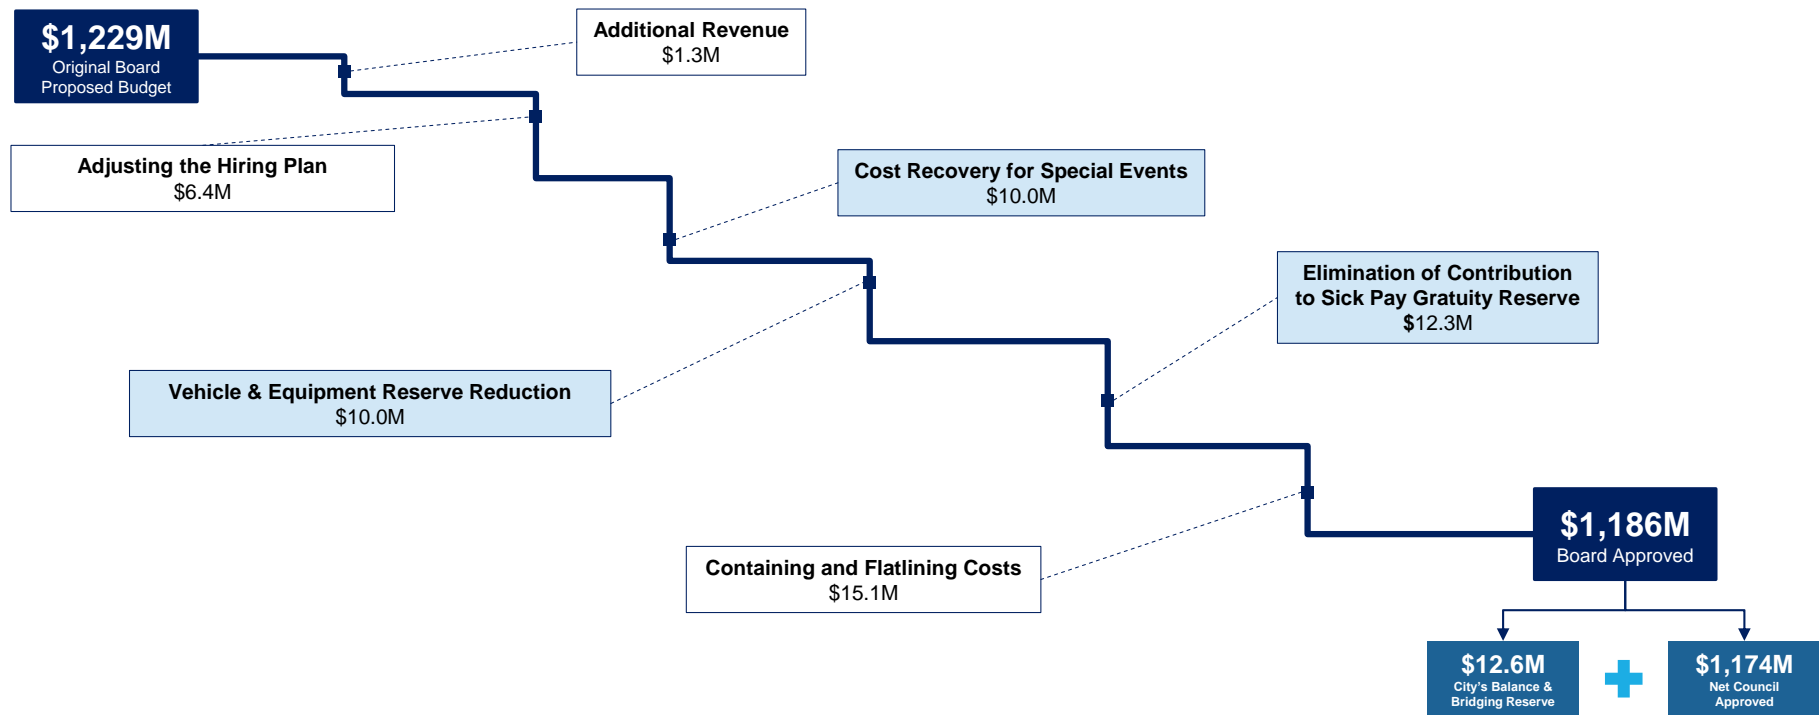 $1,229M
Original Board
Proposed Budget
Additional Revenue
$1.3M
Adjusting the Hiring Plan
$6.4M
Cost Recovery for Special Events
$10.0M
Elimination of Contribution
to Sick Pay Gratuity Reserve
$12.3M
Vehicle & Equipment Reserve Reduction
$10.0M
Containing and Flatlining Costs
$15.1M
$1,186M
Board Approved
$12.6M
City's Balance &
Bridging Reserve
$1,174M
Net Council
Approved